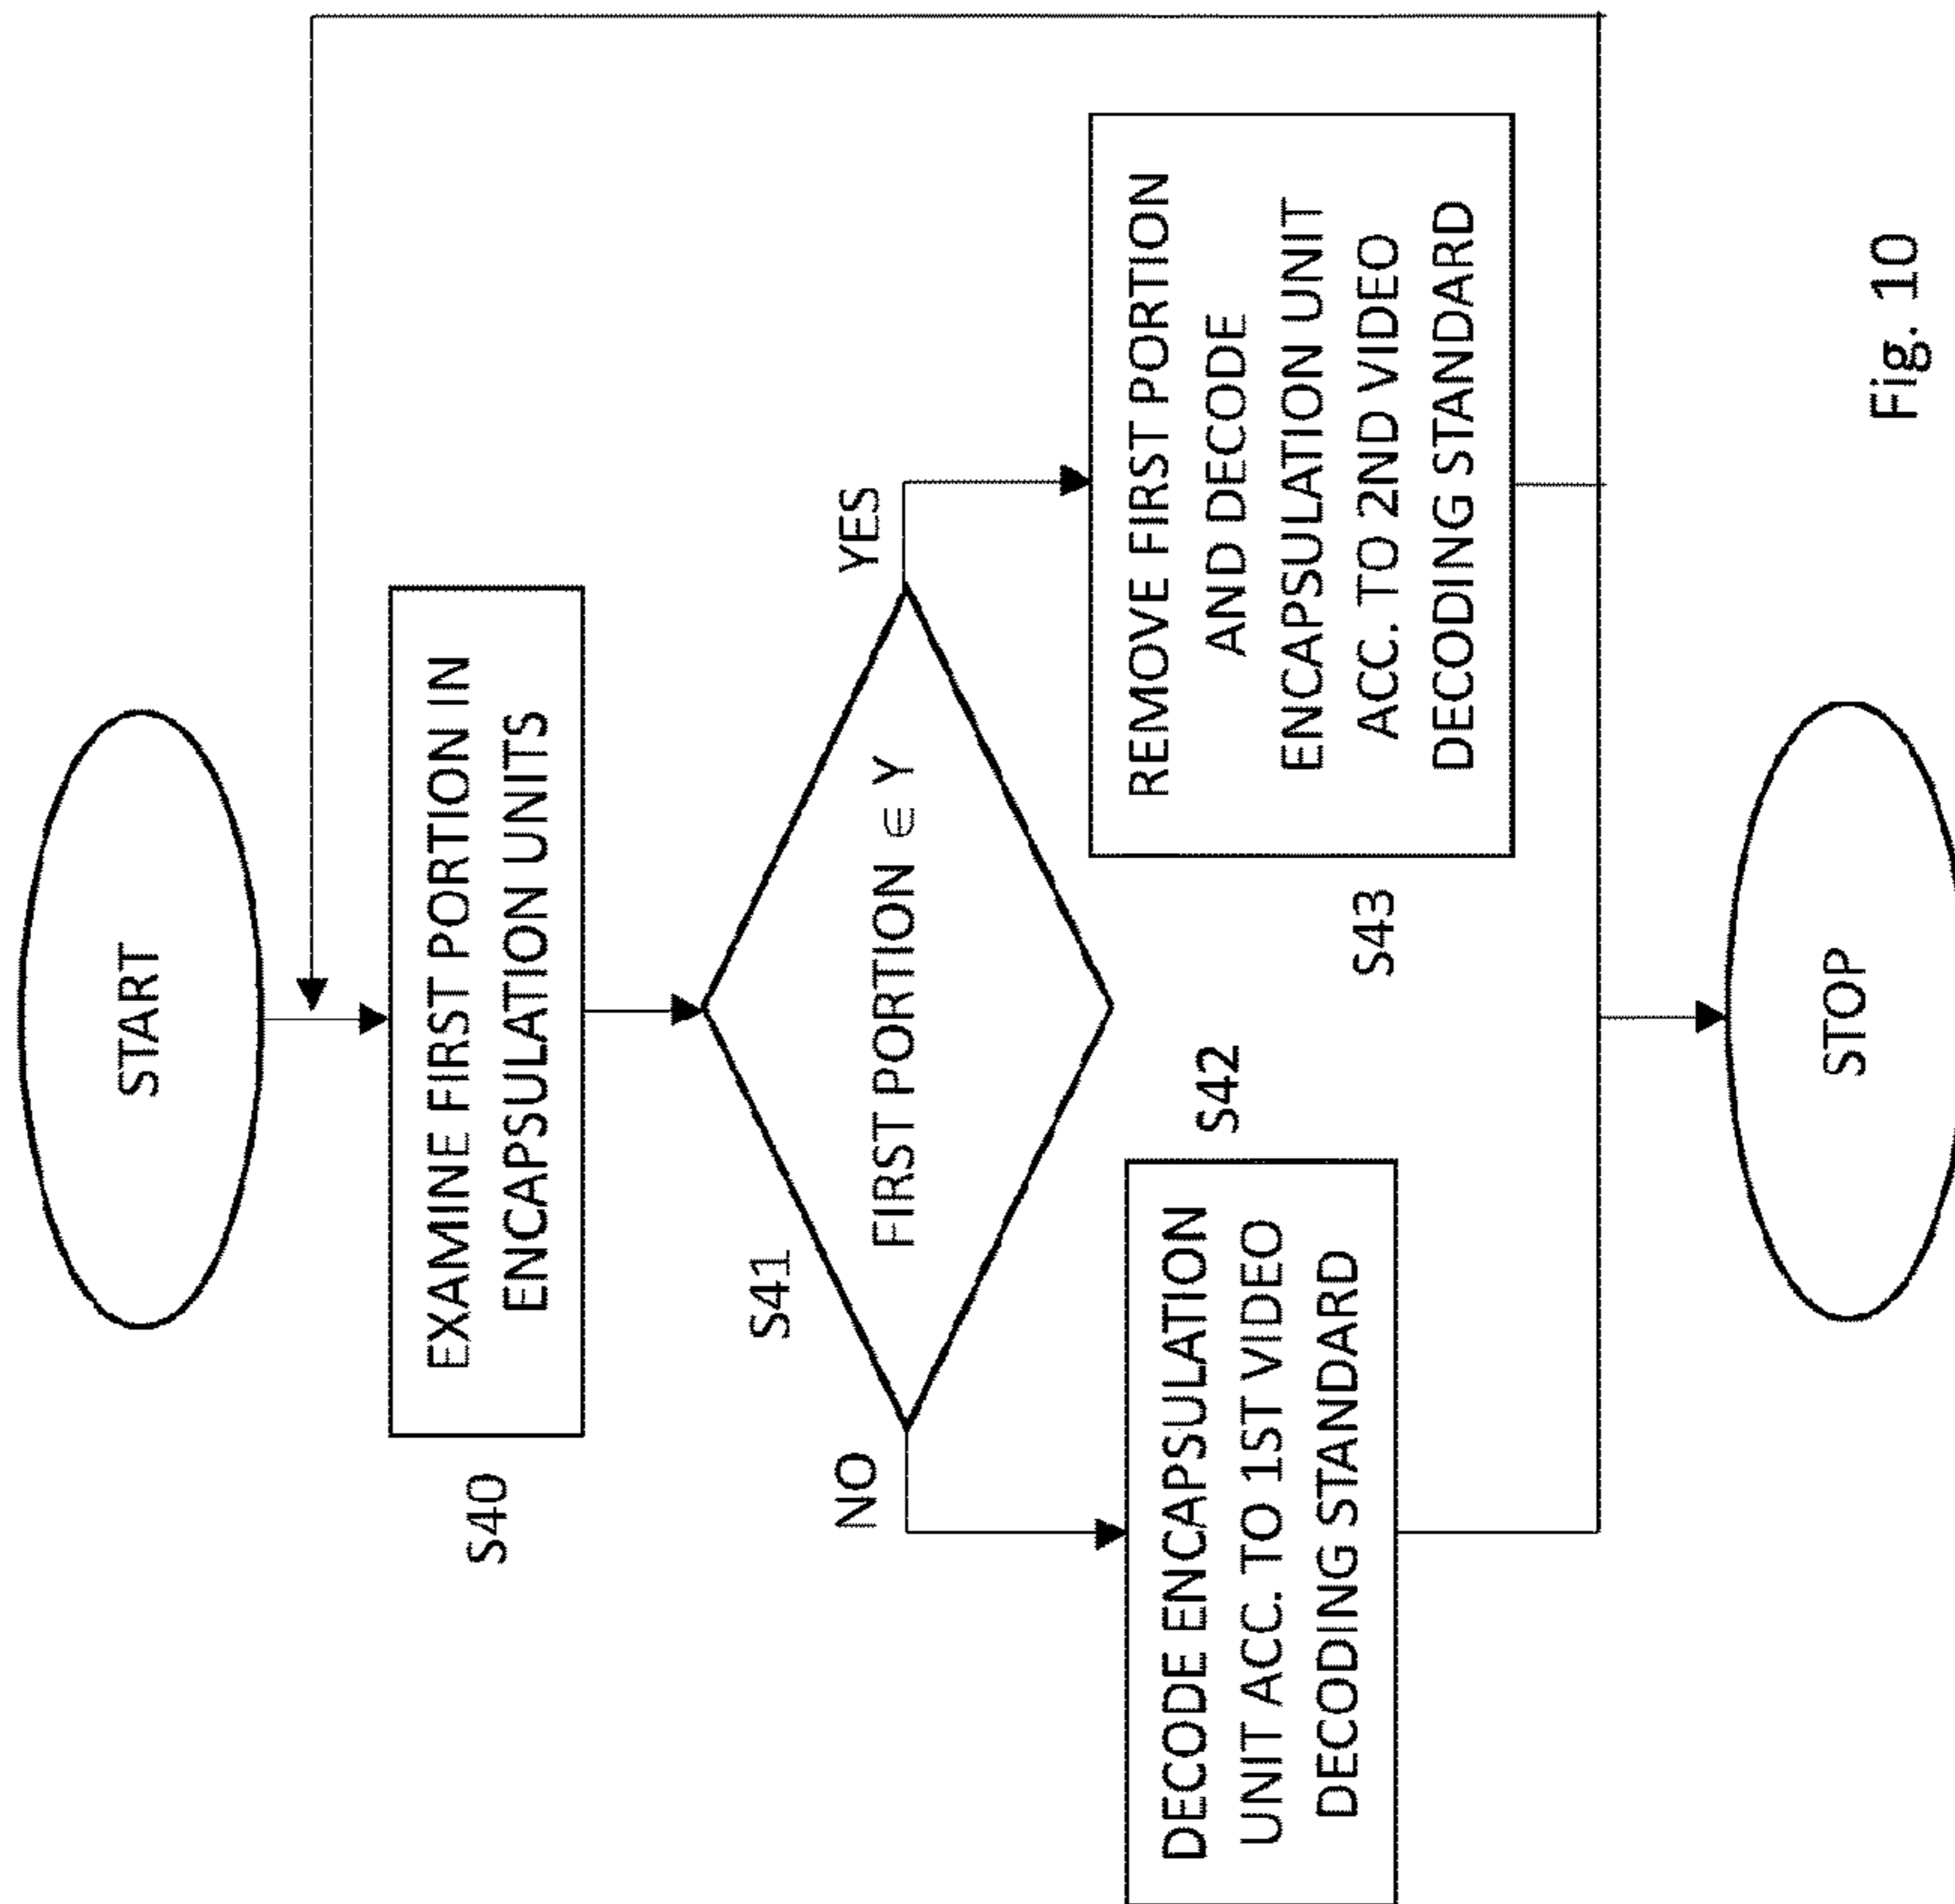 START
EXAMINE FIRST PORTION IN
ENCAPSULATION UNITS
S40
S41
FIRST PORTION ∈ Y
NO
YES
DECODE ENCAPSULATION
UNIT ACC. TO 1ST VIDEO
DECODING STANDARD
S42
REMOVE FIRST PORTION
AND DECODE
ENCAPSULATION UNIT
ACC. TO 2ND VIDEO
DECODING STANDARD
S43
STOP
Fig. 10